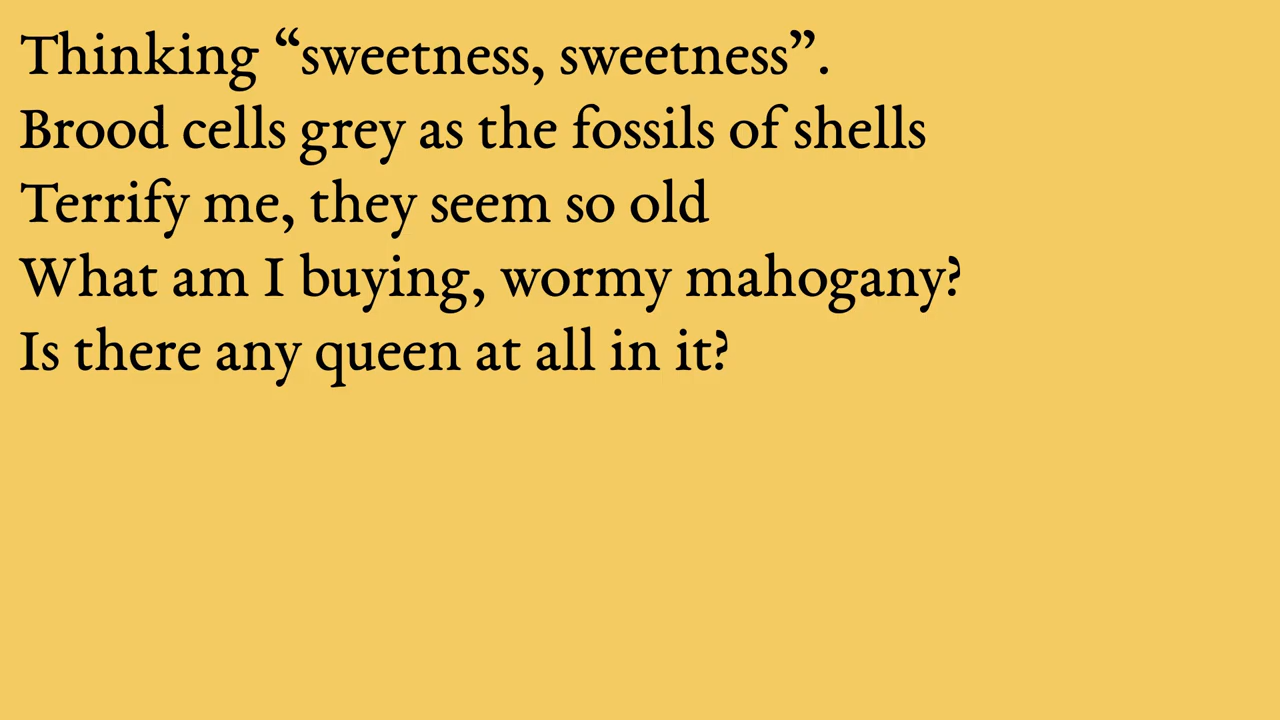 Thinking “sweetness, sweetness”.
Brood cells grey as the fossils of shells
Terrify me, they seem so old
What am I buying, wormy mahogany?
Is there any queen at all in it?